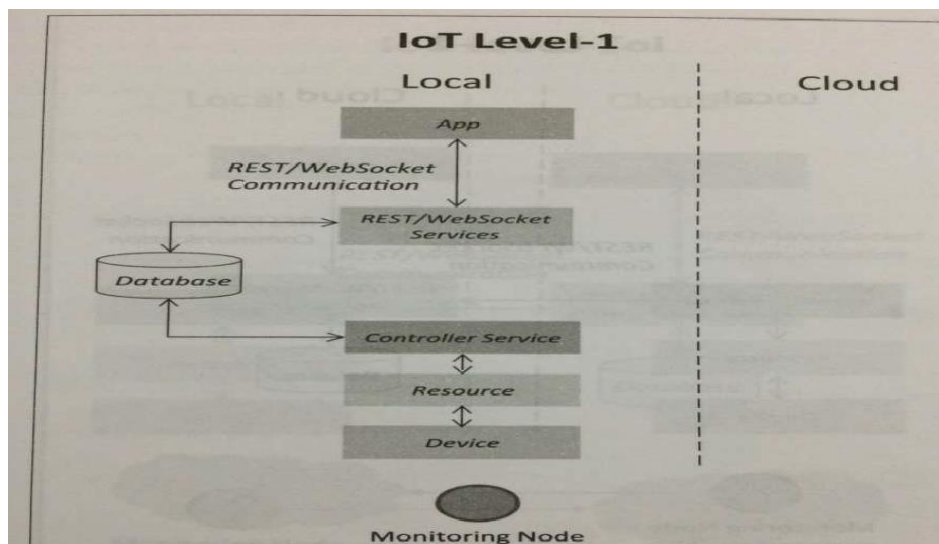 IoT Level-1
Local
Cloud
App
REST/WebSocket
Communication
REST/WebSocket
Services
Database
Controller Service
Resource
Device
Monitoring Node